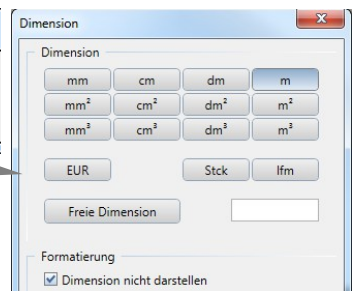 Dimension
Dimension
mm cm dm m
mm² cm² dm² m²
mm³ cm³ dm³ m³
EUR Stck lfm
Freie Dimension
Formatierung
Dimension nicht darstellen